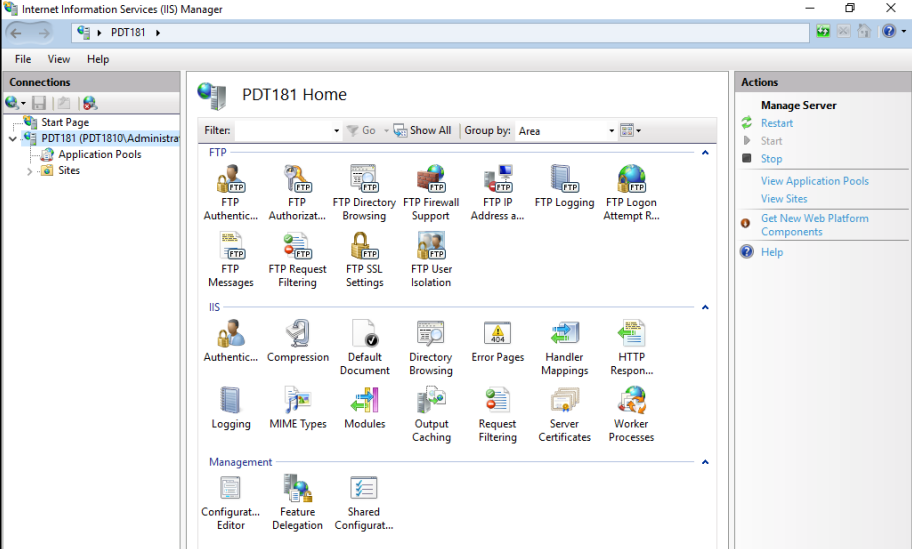 Internet Information Services (IIS) Manager
PDT181
File View Help
Connections
Start Page
PDT181 (PDT1810\Administra
Application Pools
Sites
PDT181 Home
Filter: Go Show All Group by: Area
FTP
FTP Authentic...
FTP Authorizat...
FTP Directory Browsing
FTP Firewall Support
FTP IP Address a...
FTP Logging
FTP Logon Attempt R...
FTP Messages
FTP Request Filtering
FTP SSL Settings
FTP User Isolation
IIS
Authentic...
Compression
Default Document
Directory Browsing
Error Pages
Handler Mappings
HTTP Respon...
Logging
MIME Types
Modules
Output Caching
Request Filtering
Server Certificates
Worker Processes
Management
Configurat... Editor
Feature Delegation
Shared Configurat...
Actions
Manage Server
Restart
Start
Stop
View Application Pools
View Sites
Get New Web Platform
Components
Help